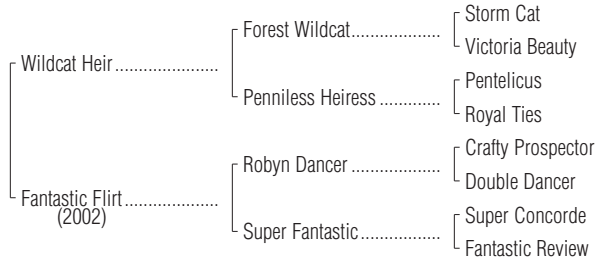 Storm Cat
Forest Wildcat....................
Victoria Beauty
Wildcat Heir.......................
Pentelicus
Penniless Heiress..............
Royal Ties
Crafty Prospector
Robyn Dancer....................
Double Dancer
Fantastic Flirt.....................
(2002)
Super Concorde
Super Fantastic..................
Fantastic Review